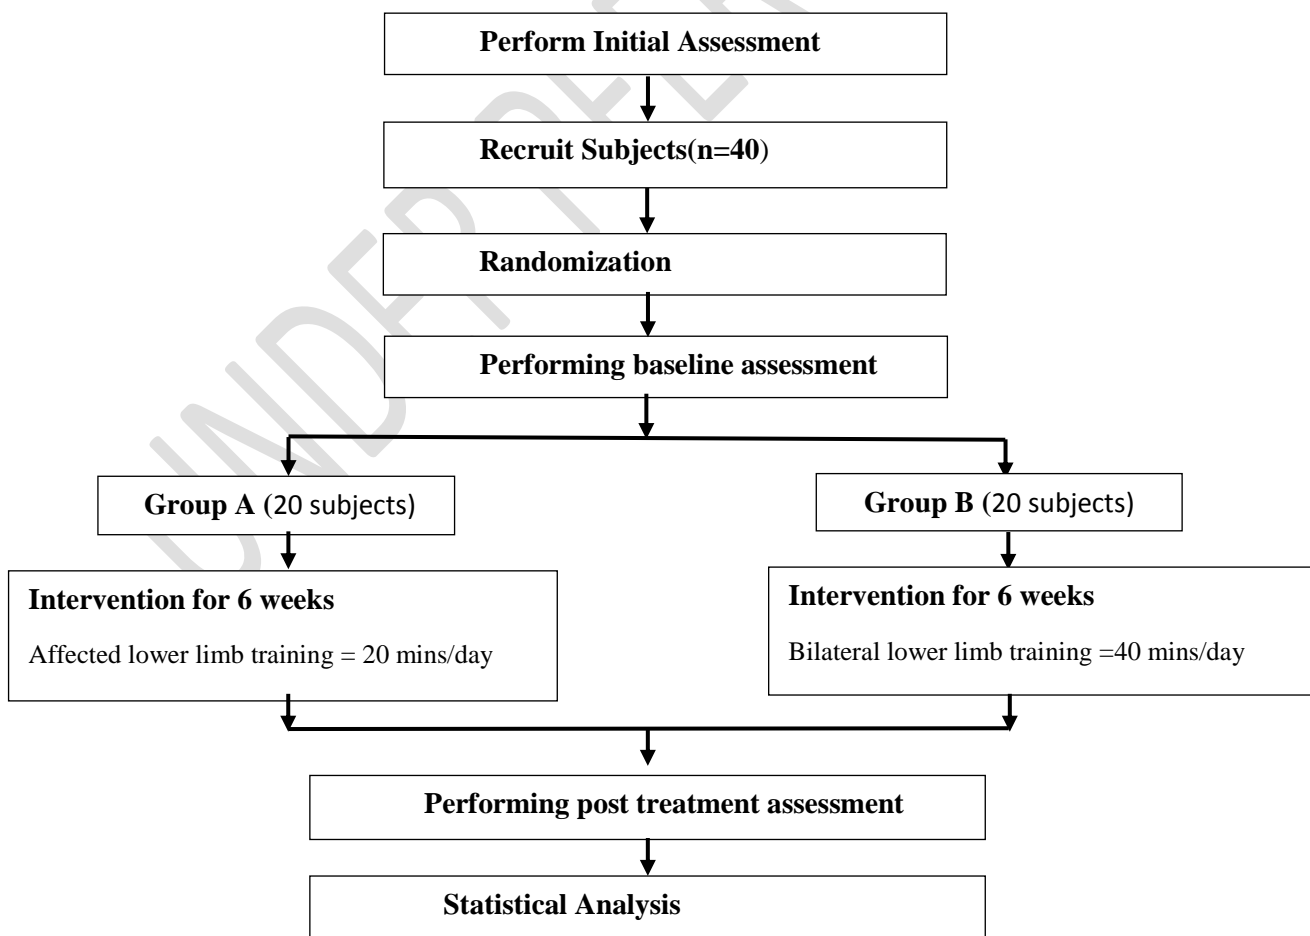 Perform Initial Assessment
Recruit Subjects(n=40)
Randomization
Performing baseline assessment
Group A (20 subjects)
Group B (20 subjects)
Intervention for 6 weeks
Affected lower limb training = 20 mins/day
Intervention for 6 weeks
Bilateral lower limb training =40 mins/day
Performing post treatment assessment
Statistical Analysis
UNDER